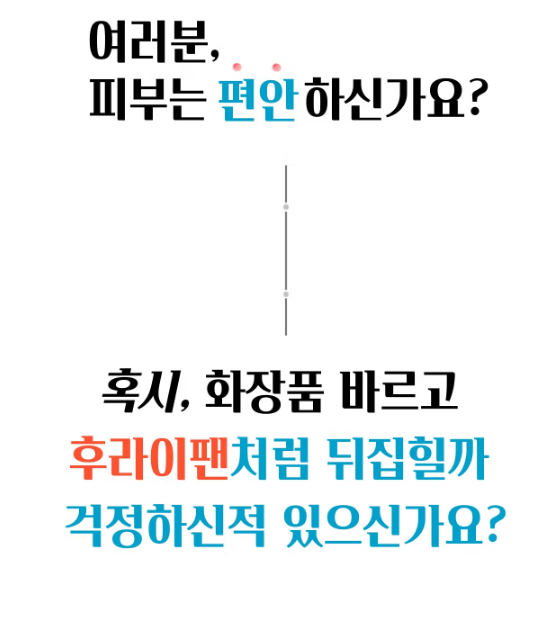 여러분,
피부는 편안하신가요?
혹시, 화장품 바르고
후라이팬처럼 뒤집힐까
걱정하신적 있으신가요?